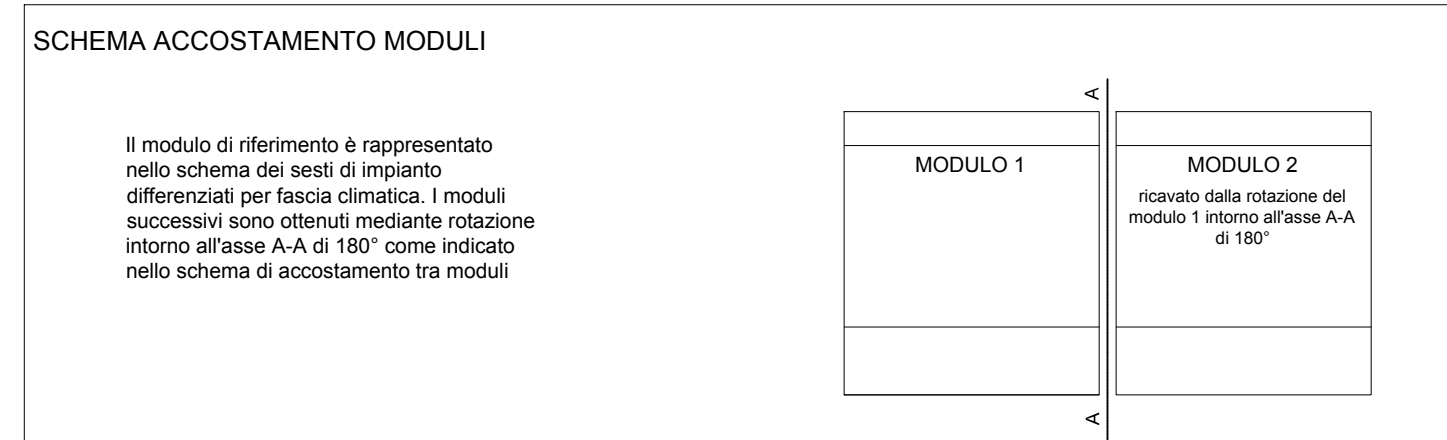 SCHEMA ACCOSTAMENTO MODULI
Il modulo di riferimento è rappresentato
nello schema dei sesti di impianto
differenziati per fascia climatica. I moduli
successivi sono ottenuti mediante rotazione
intorno all'asse A-A di 180° come indicato
nello schema di accostamento tra moduli
A
MODULO 1
MODULO 2
ricavato dalla rotazione del
modulo 1 intorno all'asse A-A
di 180°
A